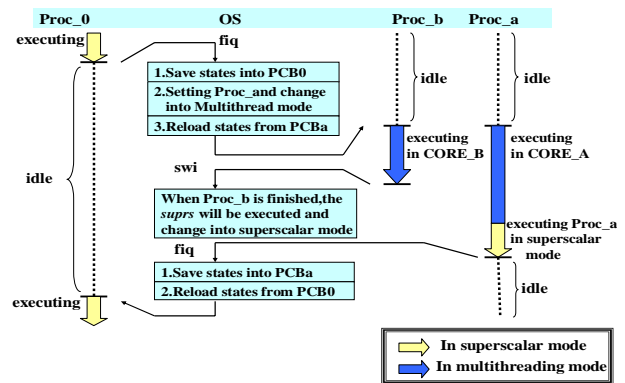 Proc_0 OS Proc_b Proc_a
executing
fiq
1.Save states into PCB0
2.Setting Proc_and change
into Multithread mode
3.Reload states from PCBa
idle
idle
executing
in CORE_B
executing
in CORE_A
swi
idle
When Proc_b is finished,the
suprs will be executed and
change into superscalar mode
executing Proc_a
in superscalar
mode
fiq
1.Save states into PCBa
2.Reload states from PCB0
idle
executing
In superscalar mode
In multithreading mode